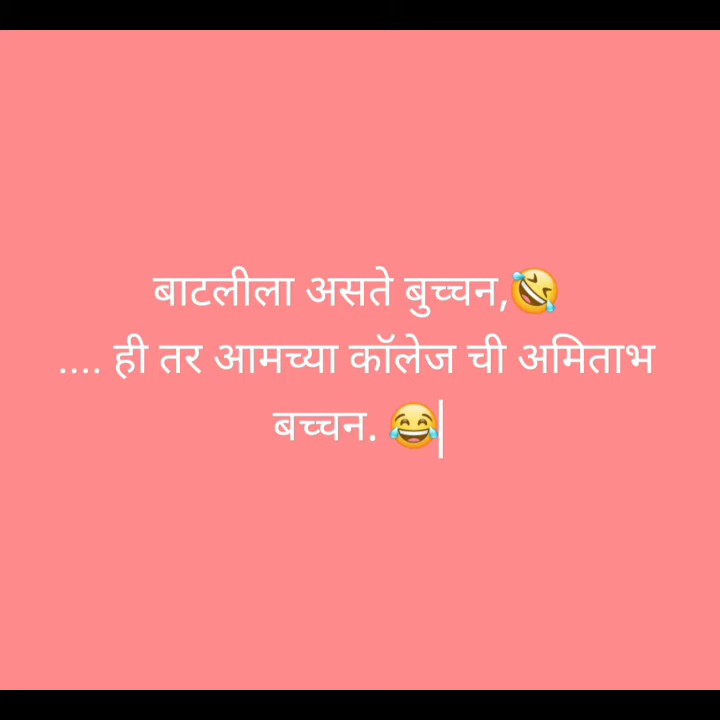 बाटलीला असते बुच्चन,🤣
.... ही तर आमच्या कॉलेज ची अमिताभ
बच्चन. 😂